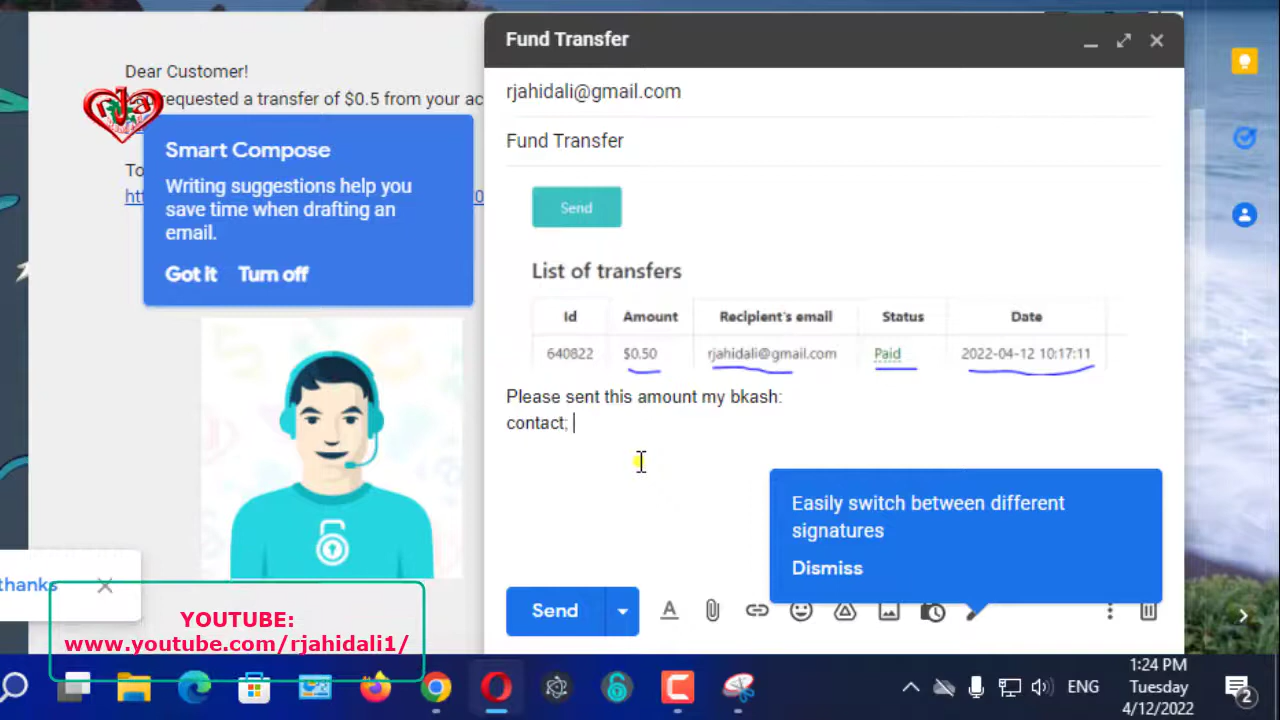 Fund Transfer
Dear Customer!
requested a transfer of $0.5 from your ac
rjahidali@gmail.com
Smart Compose
Writing suggestions help you
save time when drafting an
email.
Got it Turn off
To
Fund Transfer
Send
List of transfers
Id Amount Recipient's email Status Date
640822 $0.50 rjahidali@gmail.com Paid 2022-04-12 10:17:11
Please sent this amount my bkash:
contact;
Easily switch between different
signatures
Dismiss
thanks
Send
YOUTUBE:
www.youtube.com/rjahidali1/
ENG
1:24 PM
Tuesday
4/12/2022
2